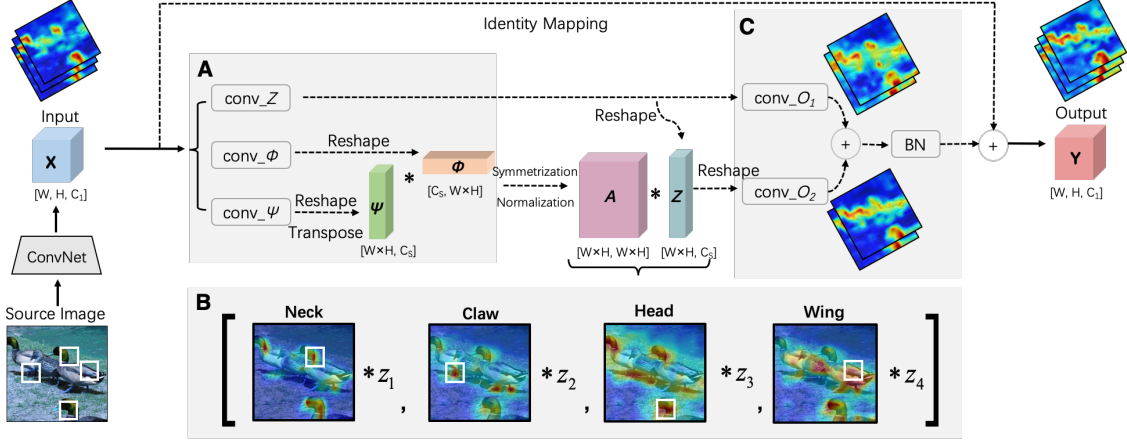 Identity Mapping
Input
X
[W, H, C₁]
ConvNet
Source Image
A
conv_Z
conv_Φ
conv_Ψ
Reshape
Φ
[Cₛ, W×H]
Reshape
Transpose
Ψ
*
[W×H, Cₛ]
Symmetrization
Normalization
A
[W×H, W×H]
*
Z
[W×H, Cₛ]
Reshape
Reshape
C
conv_O₁
conv_O₂
+
BN
+
Output
Y
[W, H, C₁]
B
[
Neck
* z₁ ,
Claw
* z₂ ,
Head
* z₃ ,
Wing
* z₄
]